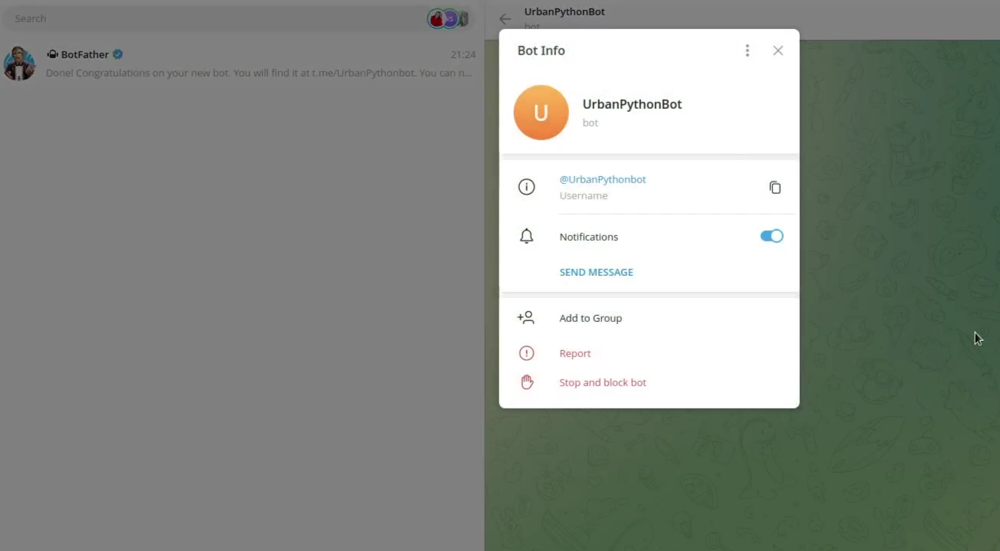 Search
BotFather
21:24
Done! Congratulations on your new bot. You will find it at t.me/UrbanPythonbot. You can n...
UrbanPythonBot
bot
Bot Info
U
UrbanPythonBot
bot
@UrbanPythonbot
Username
Notifications
SEND MESSAGE
Add to Group
Report
Stop and block bot